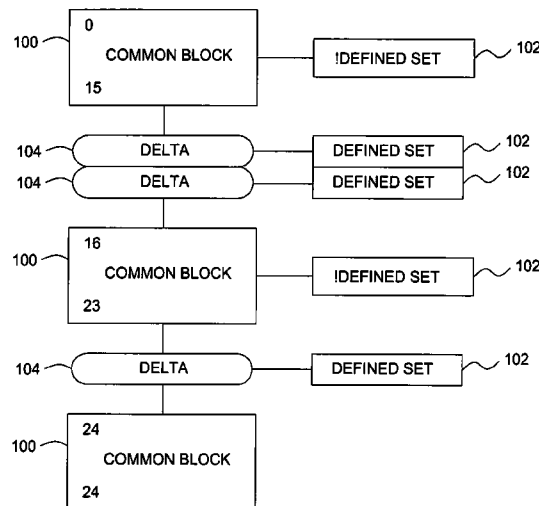 0
100
COMMON BLOCK
!DEFINED SET
102
15
104
DELTA
DEFINED SET
102
104
DELTA
DEFINED SET
102
100
16
COMMON BLOCK
!DEFINED SET
102
23
104
DELTA
DEFINED SET
102
100
24
COMMON BLOCK
24